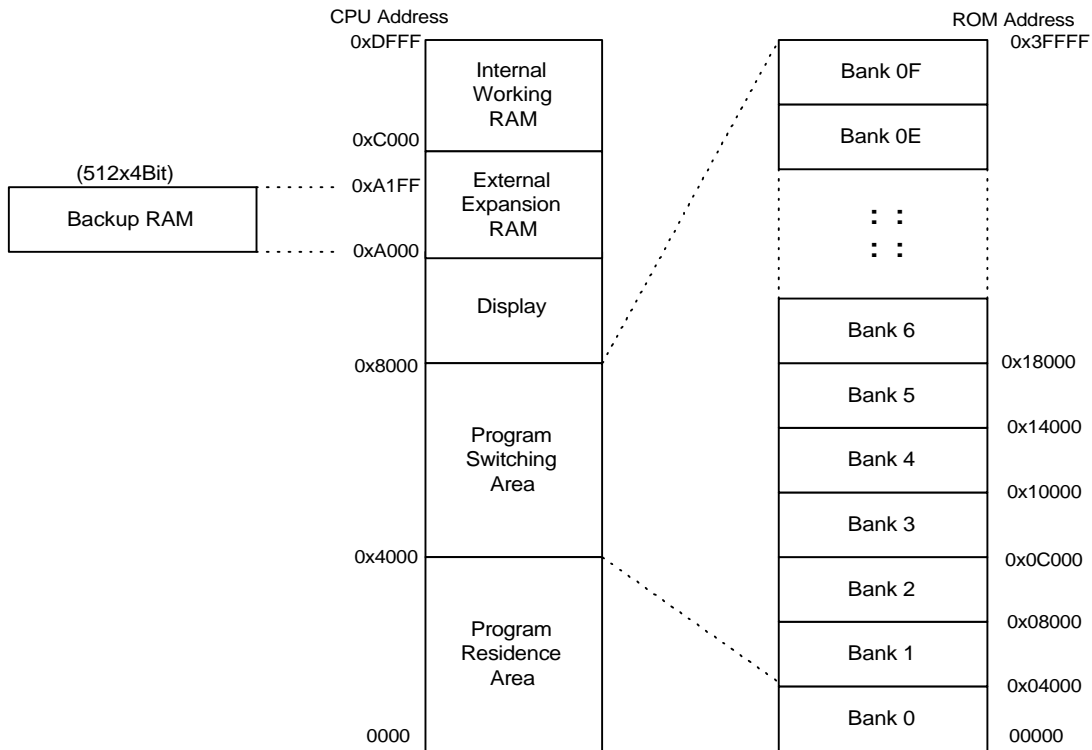 CPU Address
0xDFFF
Internal
Working
RAM
0xC000
(512x4Bit)
Backup RAM
0xA1FF
External
Expansion
RAM
0xA000
Display
0x8000
Program
Switching
Area
0x4000
Program
Residence
Area
0000
ROM Address
0x3FFFF
Bank 0F
Bank 0E
: :
: :
Bank 6
0x18000
Bank 5
0x14000
Bank 4
0x10000
Bank 3
0x0C000
Bank 2
0x08000
Bank 1
0x04000
Bank 0
00000